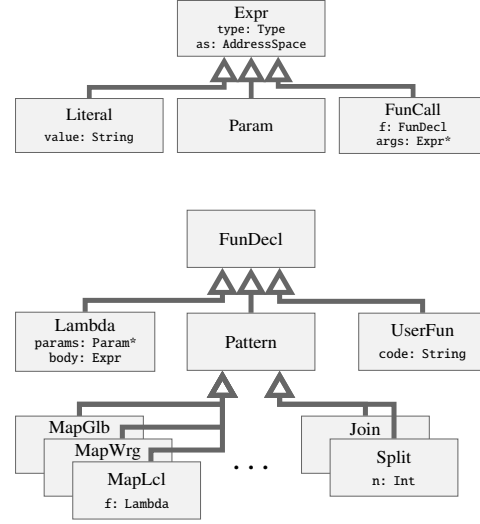 Expr
type: Type
as: AddressSpace
Literal
value: String
Param
FunCall
f: FunDecl
args: Expr*
FunDecl
Lambda
params: Param*
body: Expr
Pattern
UserFun
code: String
MapGlb
MapWrg
MapLcl
f: Lambda
. . .
Join
Split
n: Int